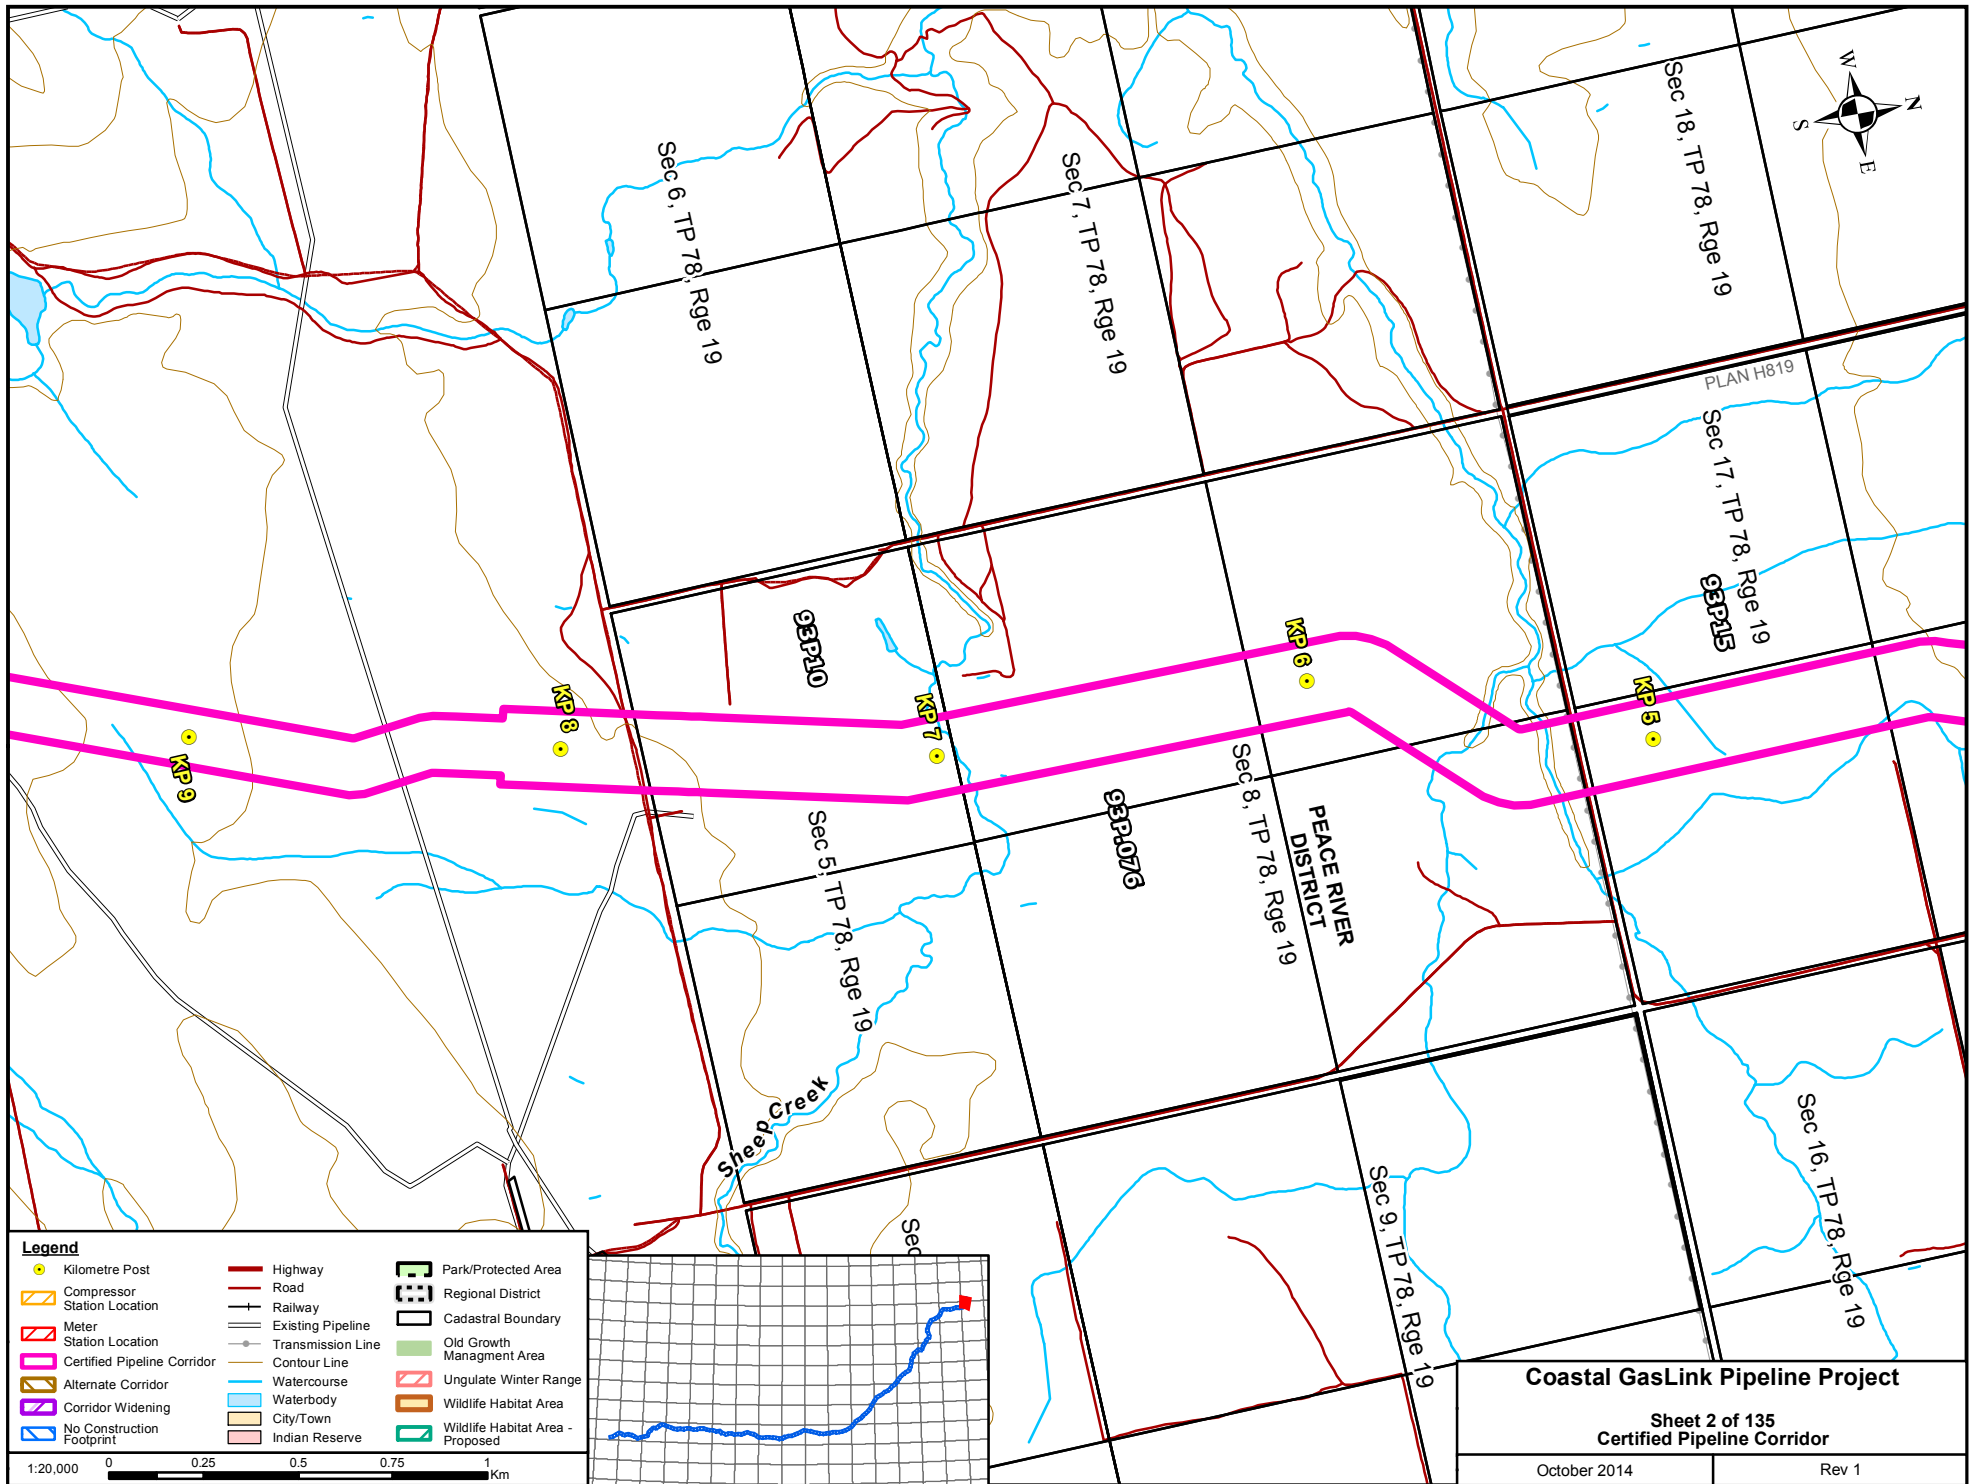 W
N
S
E
Sec 6, TP 78, Rge 19
Sec 7, TP 78, Rge 19
Sec 18, TP 78, Rge 19
PLAN H819
Sec 17, TP 78, Rge 19
93P15
93P10
KP 9
KP 8
KP 7
KP 6
KP 5
Sec 5, TP 78, Rge 19
93P.076
Sec 8, TP 78, Rge 19
PEACE RIVER
DISTRICT
Sheep Creek
Sec
Sec 9, TP 78, Rge 19
Sec 16, TP 78, Rge 19
Legend
Kilometre Post
Compressor
Station Location
Meter
Station Location
Certified Pipeline Corridor
Alternate Corridor
Corridor Widening
No Construction
Footprint
Highway
Road
Railway
Existing Pipeline
Transmission Line
Contour Line
Watercourse
Waterbody
City/Town
Indian Reserve
Park/Protected Area
Regional District
Cadastral Boundary
Old Growth
Managment Area
Ungulate Winter Range
Wildlife Habitat Area
Wildlife Habitat Area -
Proposed
1:20,000
0 0.25 0.5 0.75 1
Km
Coastal GasLink Pipeline Project
Sheet 2 of 135
Certified Pipeline Corridor
October 2014
Rev 1